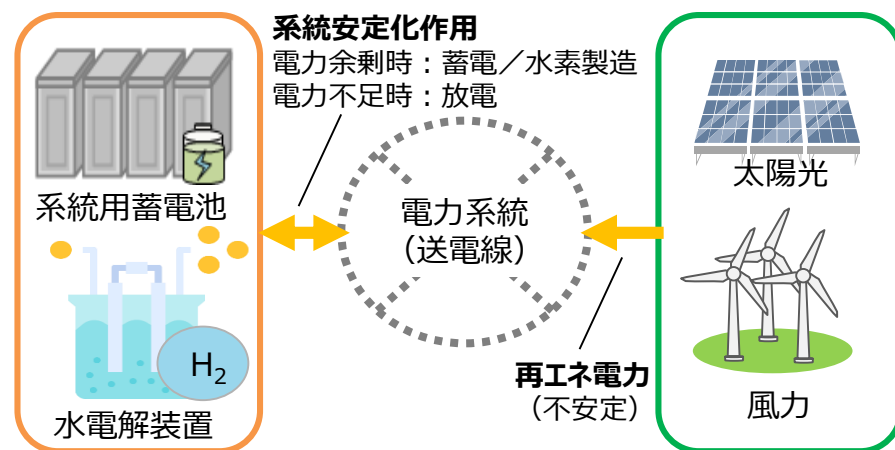 系統安定化作用
電力余剰時：蓄電／水素製造
電力不足時：放電
系統用蓄電池
H₂
水電解装置
電力系統
（送電線）
再エネ電力
（不安定）
太陽光
風力